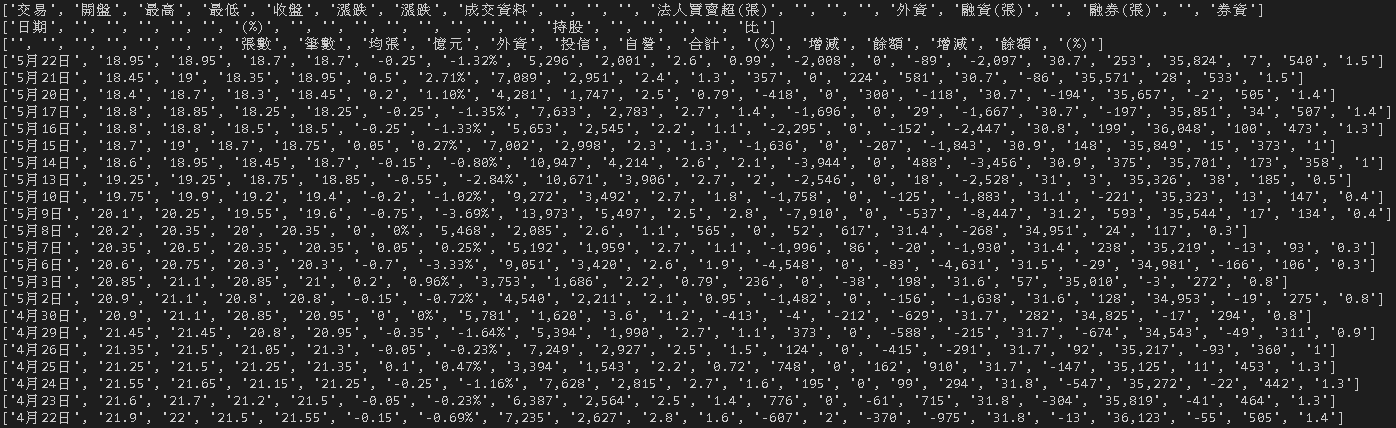 ['交易', '開盤', '最高', '最低', '收盤', '漲跌', '漲跌', '成交資料', '', '', '', '法人買賣超(張)', '', '', '', '外資', '融資(張)', '', '融券(張)', '', '券資']
['日期', '', '', '', '', '', '(%)', '', '', '', '', '', '', '', '', '持股', '', '', '', '', '比']
['', '', '', '', '', '', '', '張數', '筆數', '均張', '億元', '外資', '投信', '自營', '合計', '(%)', '增減', '餘額', '增減', '餘額', '(%)']
['5月22日', '18.95', '18.95', '18.7', '18.7', '-0.25', '-1.32%', '5,296', '2,001', '2.6', '0.99', '-2,008', '0', '-89', '-2,097', '30.7', '253', '35,824', '7', '540', '1.5']
['5月21日', '18.45', '19', '18.35', '18.95', '0.5', '2.71%', '7,089', '2,951', '2.4', '1.3', '357', '0', '224', '581', '30.7', '-86', '35,571', '28', '533', '1.5']
['5月20日', '18.4', '18.7', '18.3', '18.45', '0.2', '1.10%', '4,281', '1,747', '2.5', '0.79', '-418', '0', '300', '-118', '30.7', '-194', '35,657', '-2', '505', '1.4']
['5月17日', '18.8', '18.85', '18.25', '18.25', '-0.25', '-1.35%', '7,633', '2,783', '2.7', '1.4', '-1,696', '0', '29', '-1,667', '30.7', '-197', '35,851', '34', '507', '1.4']
['5月16日', '18.8', '18.8', '18.5', '18.5', '-0.25', '-1.33%', '5,653', '2,545', '2.2', '1.1', '-2,295', '0', '-152', '-2,447', '30.8', '199', '36,048', '100', '473', '1.3']
['5月15日', '18.7', '19', '18.7', '18.75', '0.05', '0.27%', '7,002', '2,998', '2.3', '1.3', '-1,636', '0', '-207', '-1,843', '30.9', '148', '35,849', '15', '373', '1']
['5月14日', '18.6', '18.95', '18.45', '18.7', '-0.15', '-0.80%', '10,947', '4,214', '2.6', '2.1', '-3,944', '0', '488', '-3,456', '30.9', '375', '35,701', '173', '358', '1']
['5月13日', '19.25', '19.25', '18.75', '18.85', '-0.55', '-2.84%', '10,671', '3,906', '2.7', '2', '-2,546', '0', '18', '-2,528', '31', '3', '35,326', '38', '185', '0.5']
['5月10日', '19.75', '19.9', '19.2', '19.4', '-0.2', '-1.02%', '9,272', '3,492', '2.7', '1.8', '-1,758', '0', '-125', '-1,883', '31.1', '-221', '35,323', '13', '147', '0.4']
['5月9日', '20.1', '20.25', '19.55', '19.6', '-0.75', '-3.69%', '13,973', '5,497', '2.5', '2.8', '-7,910', '0', '-537', '-8,447', '31.2', '593', '35,544', '17', '134', '0.4']
['5月8日', '20.2', '20.35', '20', '20.35', '0', '0%', '5,468', '2,085', '2.6', '1.1', '565', '0', '52', '617', '31.4', '-268', '34,951', '24', '117', '0.3']
['5月7日', '20.35', '20.5', '20.35', '20.35', '0.05', '0.25%', '5,192', '1,959', '2.7', '1.1', '-1,996', '86', '-20', '-1,930', '31.4', '238', '35,219', '-13', '93', '0.3']
['5月6日', '20.6', '20.75', '20.3', '20.3', '-0.7', '-3.33%', '9,051', '3,420', '2.6', '1.9', '-4,548', '0', '-83', '-4,631', '31.5', '-29', '34,981', '-166', '106', '0.3']
['5月3日', '20.85', '21.1', '20.85', '21', '0.2', '0.96%', '3,753', '1,686', '2.2', '0.79', '236', '0', '-38', '198', '31.6', '57', '35,010', '-3', '272', '0.8']
['5月2日', '20.9', '21.1', '20.8', '20.8', '-0.15', '-0.72%', '4,540', '2,211', '2.1', '0.95', '-1,482', '0', '-156', '-1,638', '31.6', '128', '34,953', '-19', '275', '0.8']
['4月30日', '20.9', '21.1', '20.85', '20.95', '0', '0%', '5,781', '1,620', '3.6', '1.2', '-413', '-4', '-212', '-629', '31.7', '282', '34,825', '-17', '294', '0.8']
['4月29日', '21.45', '21.45', '20.8', '20.95', '-0.35', '-1.64%', '5,394', '1,990', '2.7', '1.1', '373', '0', '-588', '-215', '31.7', '-674', '34,543', '-49', '311', '0.9']
['4月26日', '21.35', '21.5', '21.05', '21.3', '-0.05', '-0.23%', '7,249', '2,927', '2.5', '1.5', '124', '0', '-415', '-291', '31.7', '92', '35,217', '-93', '360', '1']
['4月25日', '21.25', '21.5', '21.25', '21.35', '0.1', '0.47%', '3,394', '1,543', '2.2', '0.72', '748', '0', '162', '910', '31.7', '-147', '35,125', '11', '453', '1.3']
['4月24日', '21.55', '21.65', '21.15', '21.25', '-0.25', '-1.16%', '7,628', '2,815', '2.7', '1.6', '195', '0', '99', '294', '31.8', '-547', '35,272', '-22', '442', '1.3']
['4月23日', '21.6', '21.7', '21.2', '21.5', '-0.05', '-0.23%', '6,387', '2,564', '2.5', '1.4', '776', '0', '-61', '715', '31.8', '-304', '35,819', '-41', '464', '1.3']
['4月22日', '21.9', '22', '21.5', '21.55', '-0.15', '-0.69%', '7,235', '2,627', '2.8', '1.6', '-607', '2', '-370', '-975', '31.8', '-13', '36,123', '-55', '505', '1.4']